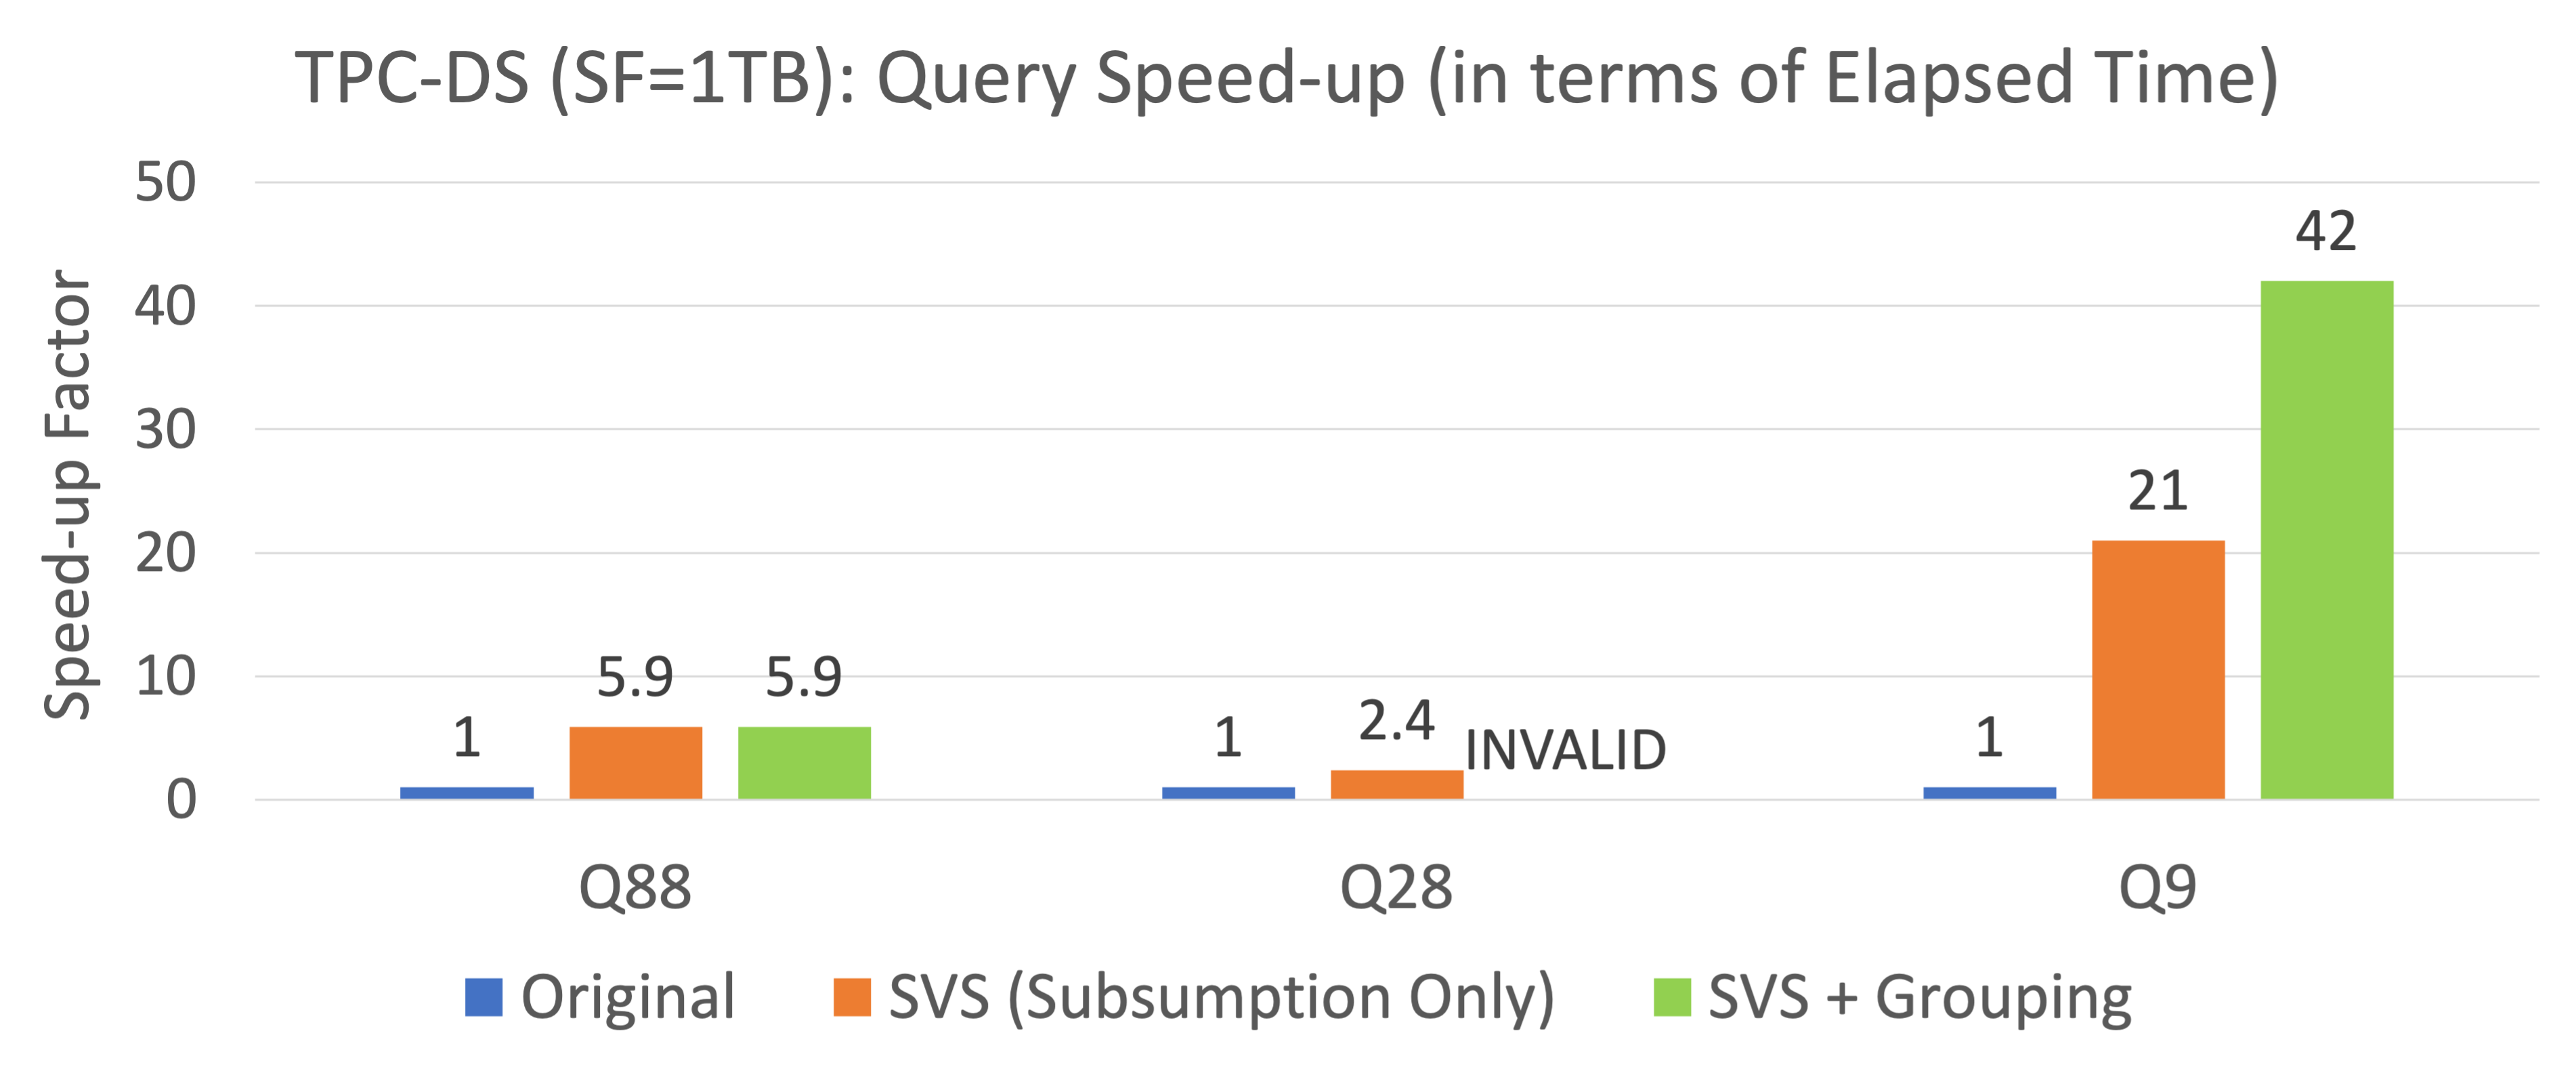 TPC-DS (SF=1TB): Query Speed-up (in terms of Elapsed Time)
Speed-up Factor
50
40
30
20
10
0
1
5.9
5.9
1
2.4
INVALID
1
21
42
Q88
Q28
Q9
Original
SVS (Subsumption Only)
SVS + Grouping